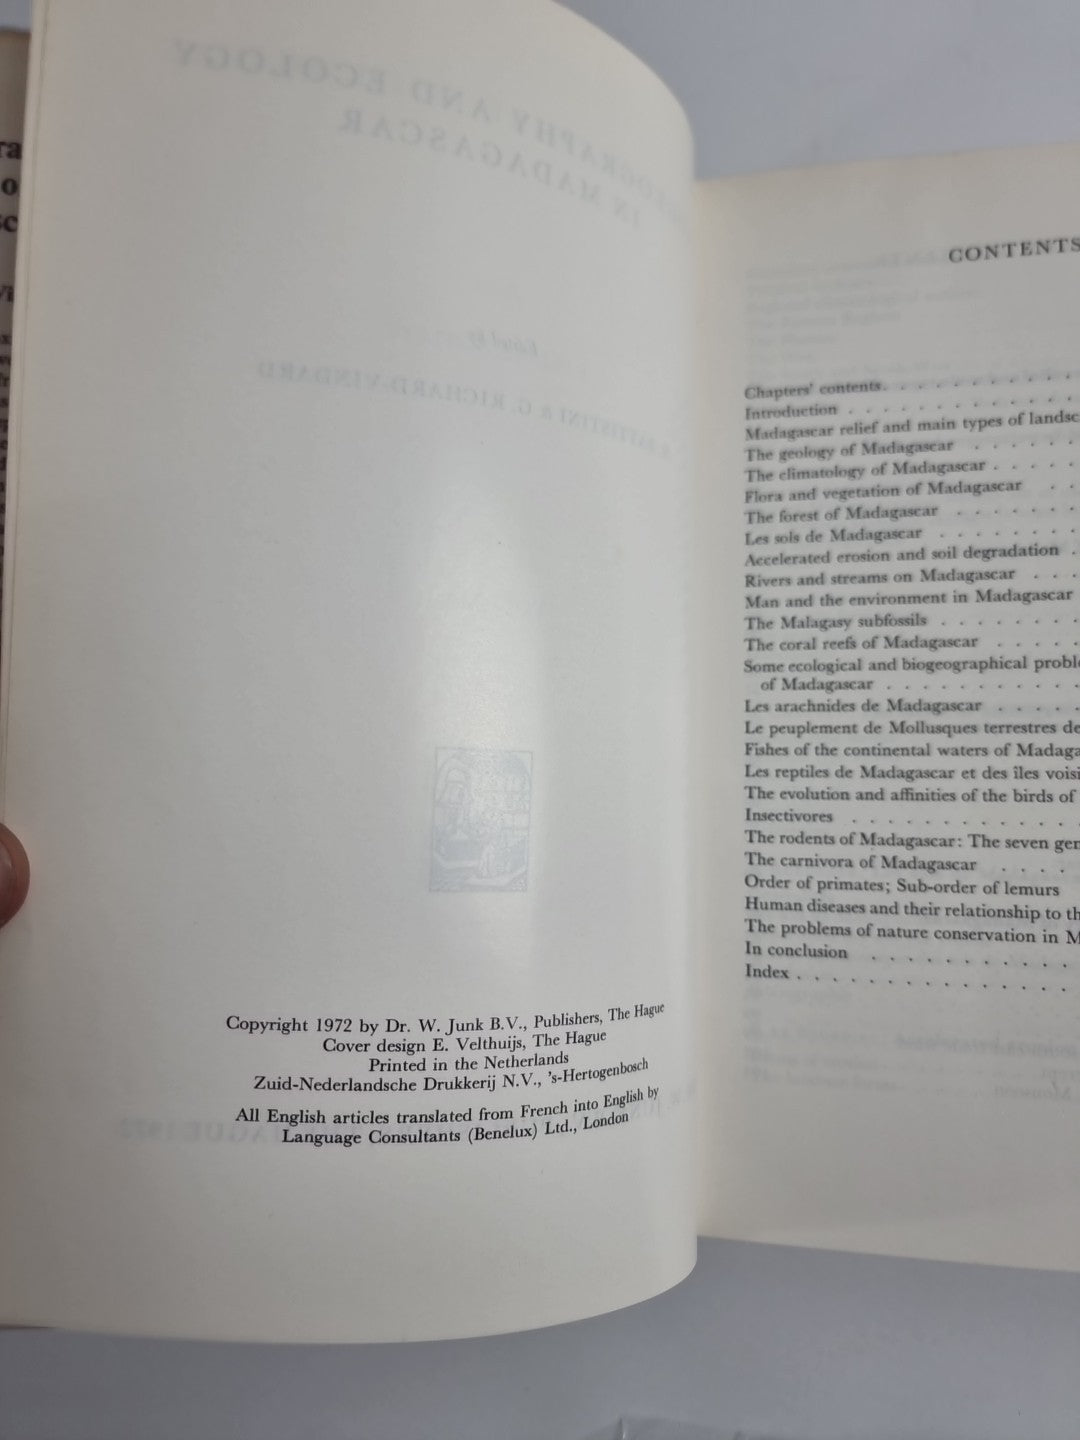 Copyright 1972 by Dr. W. Junk B.V., Publishers, The Hague
Cover design E. Velthuijs, The Hague
Printed in the Netherlands
Zuid-Nederlandsche Drukkerij N.V., 's-Hertogenbosch
All English articles translated from French into English by
Language Consultants (Benelux) Ltd., London
CONTENTS
Chapters' contents. . . . . . . . .
Introduction . . . . . . . . . . .
Madagascar relief and main types of landsc
The geology of Madagascar . . . . .
The climatology of Madagascar . . . .
Flora and vegetation of Madagascar . .
The forest of Madagascar . . . . . .
Les sols de Madagascar . . . . . . .
Accelerated erosion and soil degradation .
Rivers and streams on Madagascar . . .
Man and the environment in Madagascar
The Malagasy subfossils . . . . . . .
The coral reefs of Madagascar . . . . .
Some ecological and biogeographical proble
of Madagascar . . . . . . . . . . .
Les arachnides de Madagascar . . . . .
Le peuplement de Mollusques terrestres de
Fishes of the continental waters of Madaga
Les reptiles de Madagascar et des îles voisi
The evolution and affinities of the birds of
Insectivores . . . . . . . . . . . .
The rodents of Madagascar: The seven gen
The carnivora of Madagascar . . . .
Order of primates; Sub-order of lemurs
Human diseases and their relationship to th
The problems of nature conservation in M
In conclusion . . . . . . . . . . .
Index . . . . . . . . . . . . . . .